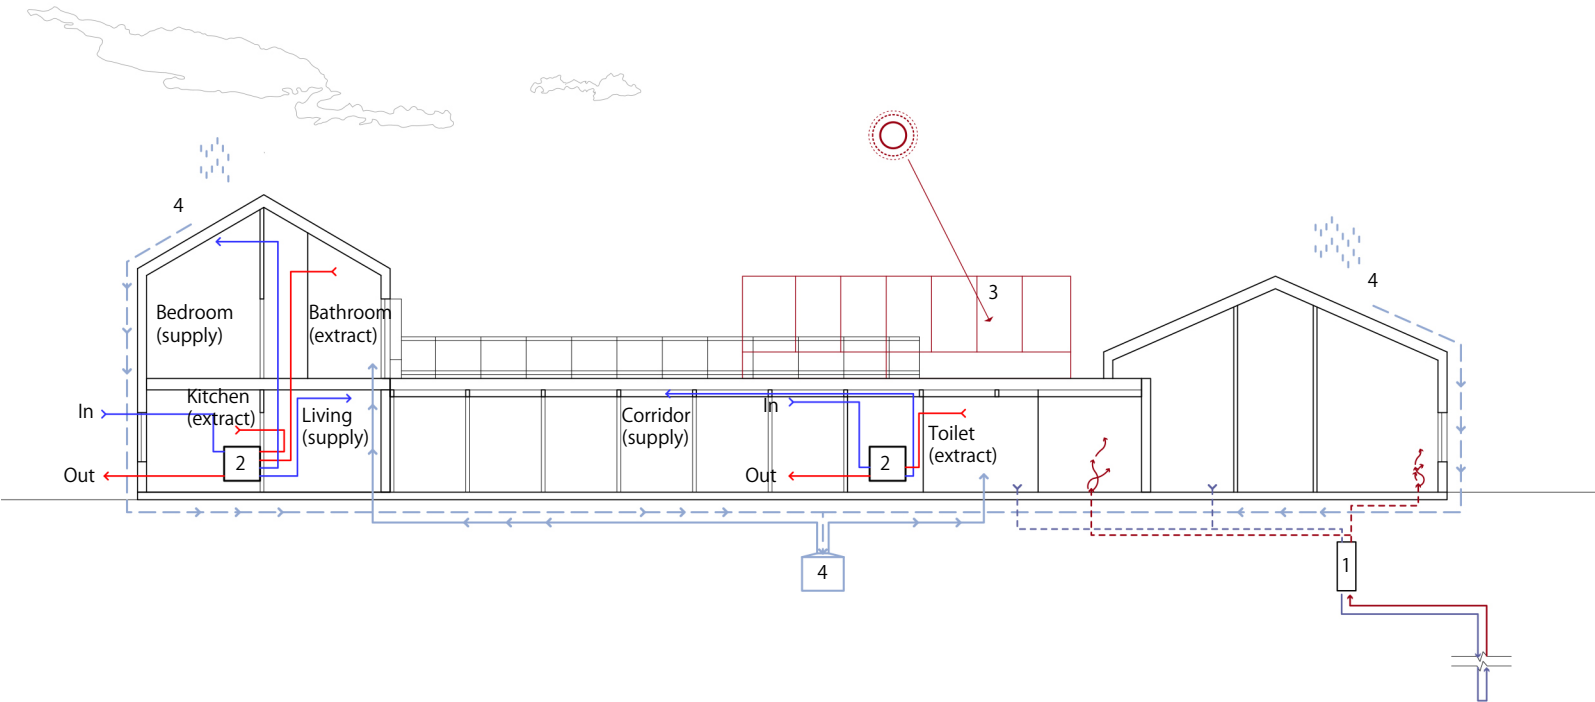 4
4
3
Bedroom
(supply)
Bathroom
(extract)
Kitchen
(extract)
In
Living
(supply)
Corridor
(supply)
In
Toilet
(extract)
2
Out
2
Out
4
1